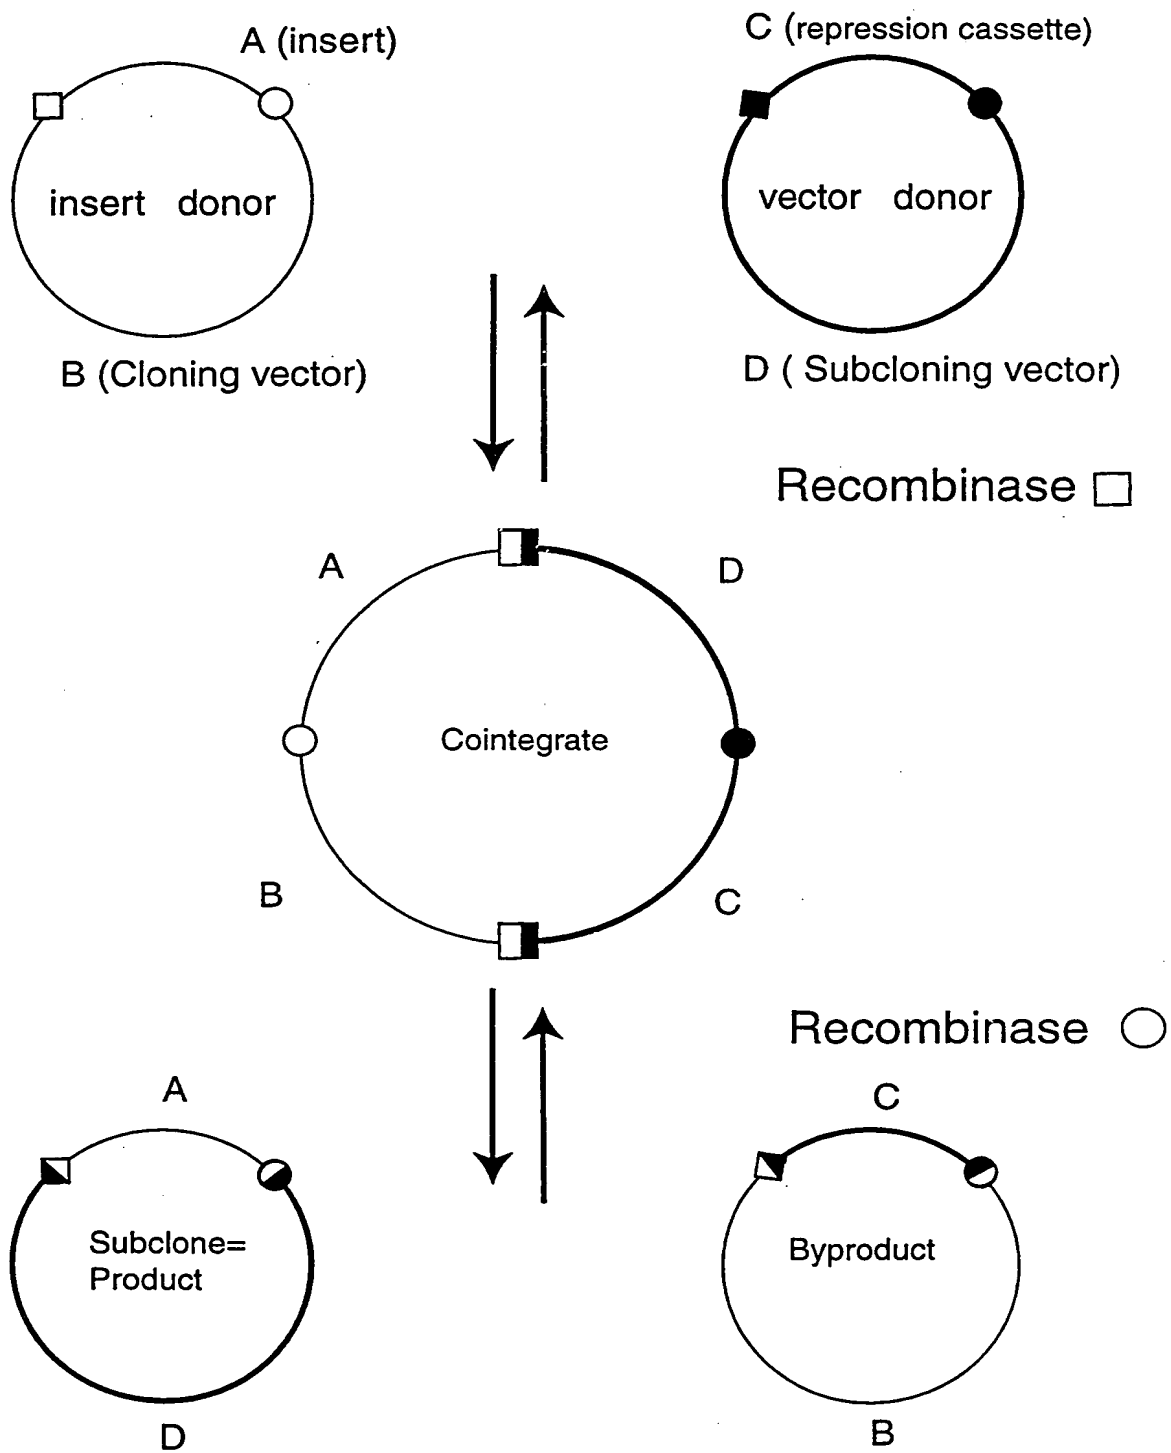 A (insert)
C (repression cassette)
insert donor
vector donor
B (Cloning vector)
D ( Subcloning vector)
Recombinase
A
D
Cointegrate
B
C
Recombinase
A
C
Subclone=
Product
Byproduct
D
B